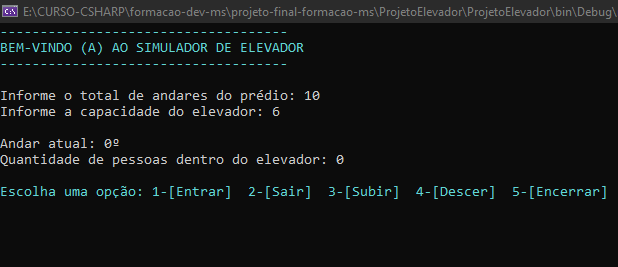 E:\CURSO-CSHARP\formacao-dev-ms\projeto-final-formacao-ms\ProjetoElevador\ProjetoElevador\bin\Debug\
------------------------------------
BEM-VINDO (A) AO SIMULADOR DE ELEVADOR
------------------------------------
Informe o total de andares do prédio: 10
Informe a capacidade do elevador: 6
Andar atual: 0º
Quantidade de pessoas dentro do elevador: 0
Escolha uma opção: 1-[Entrar]  2-[Sair]  3-[Subir]  4-[Descer]  5-[Encerrar]